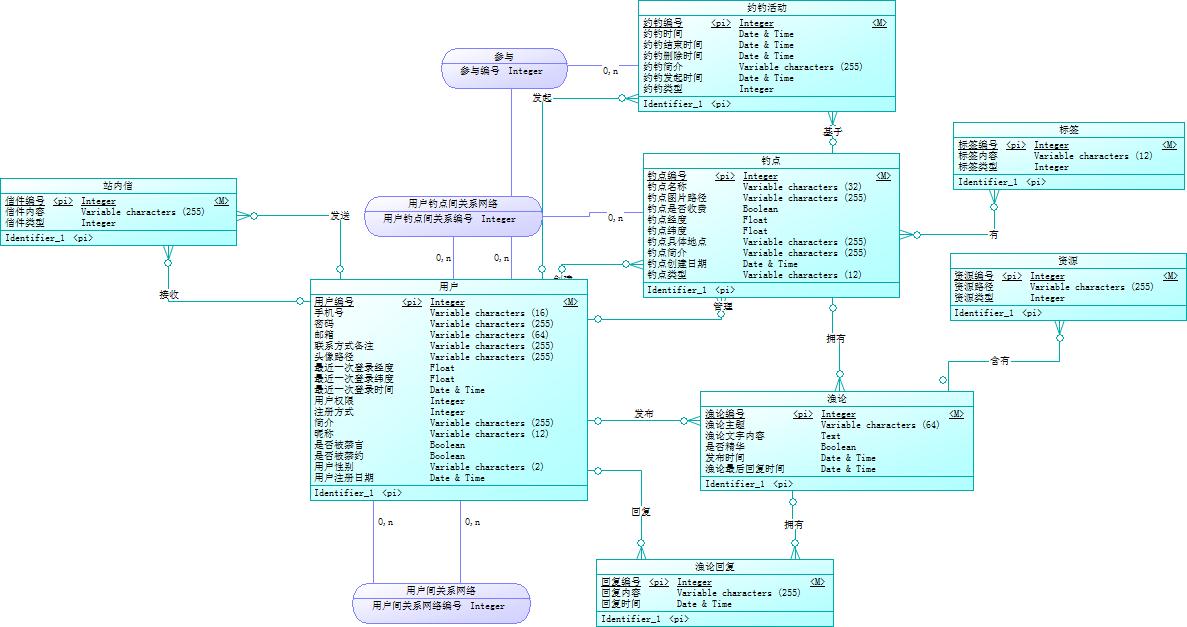 约钓活动
约钓编号 <pi> Integer <M>
约钓时间 Date & Time
约钓结束时间 Date & Time
约钓删除时间 Date & Time
约钓简介 Variable characters (255)
约钓发起时间 Date & Time
约钓类型 Integer
Identifier_1 <pi>
参与
参与编号 Integer
0,n
发起
基于
标签
标签编号 <pi> Integer <M>
标签内容 Variable characters (12)
标签类型 Integer
Identifier_1 <pi>
钓点
钓点编号 <pi> Integer <M>
钓点名称 Variable characters (32)
钓点图片路径 Variable characters (255)
钓点是否收费 Boolean
钓点经度 Float
钓点纬度 Float
钓点具体地点 Variable characters (255)
钓点简介 Variable characters (255)
钓点创建日期 Date & Time
钓点类型 Variable characters (12)
Identifier_1 <pi>
站内信
信件编号 <pi> Integer <M>
信件内容 Variable characters (255)
信件类型 Integer
Identifier_1 <pi>
发送
用户钓点间关系网络
用户钓点间关系编号 Integer
0,n
有
0,n
0,n
创建
接收
管理
资源
资源编号 <pi> Integer <M>
资源路径 Variable characters (255)
资源类型 Integer
Identifier_1 <pi>
用户
用户编号 <pi> Integer <M>
手机号 Variable characters (16)
密码 Variable characters (255)
邮箱 Variable characters (64)
联系方式备注 Variable characters (255)
头像路径 Variable characters (255)
最近一次登录经度 Float
最近一次登录纬度 Float
最近一次登录时间 Date & Time
用户权限 Integer
注册方式 Integer
简介 Variable characters (255)
昵称 Variable characters (12)
是否被禁言 Boolean
是否被禁约 Boolean
用户性别 Variable characters (2)
用户注册日期 Date & Time
Identifier_1 <pi>
拥有
含有
发布
渔论
渔论编号 <pi> Integer <M>
渔论主题 Variable characters (64)
渔论文字内容 Text
是否精华 Boolean
发布时间 Date & Time
渔论最后回复时间 Date & Time
Identifier_1 <pi>
回复
拥有
0,n
0,n
渔论回复
回复编号 <pi> Integer <M>
回复内容 Variable characters (255)
回复时间 Date & Time
Identifier_1 <pi>
用户间关系网络
用户间关系网络编号 Integer